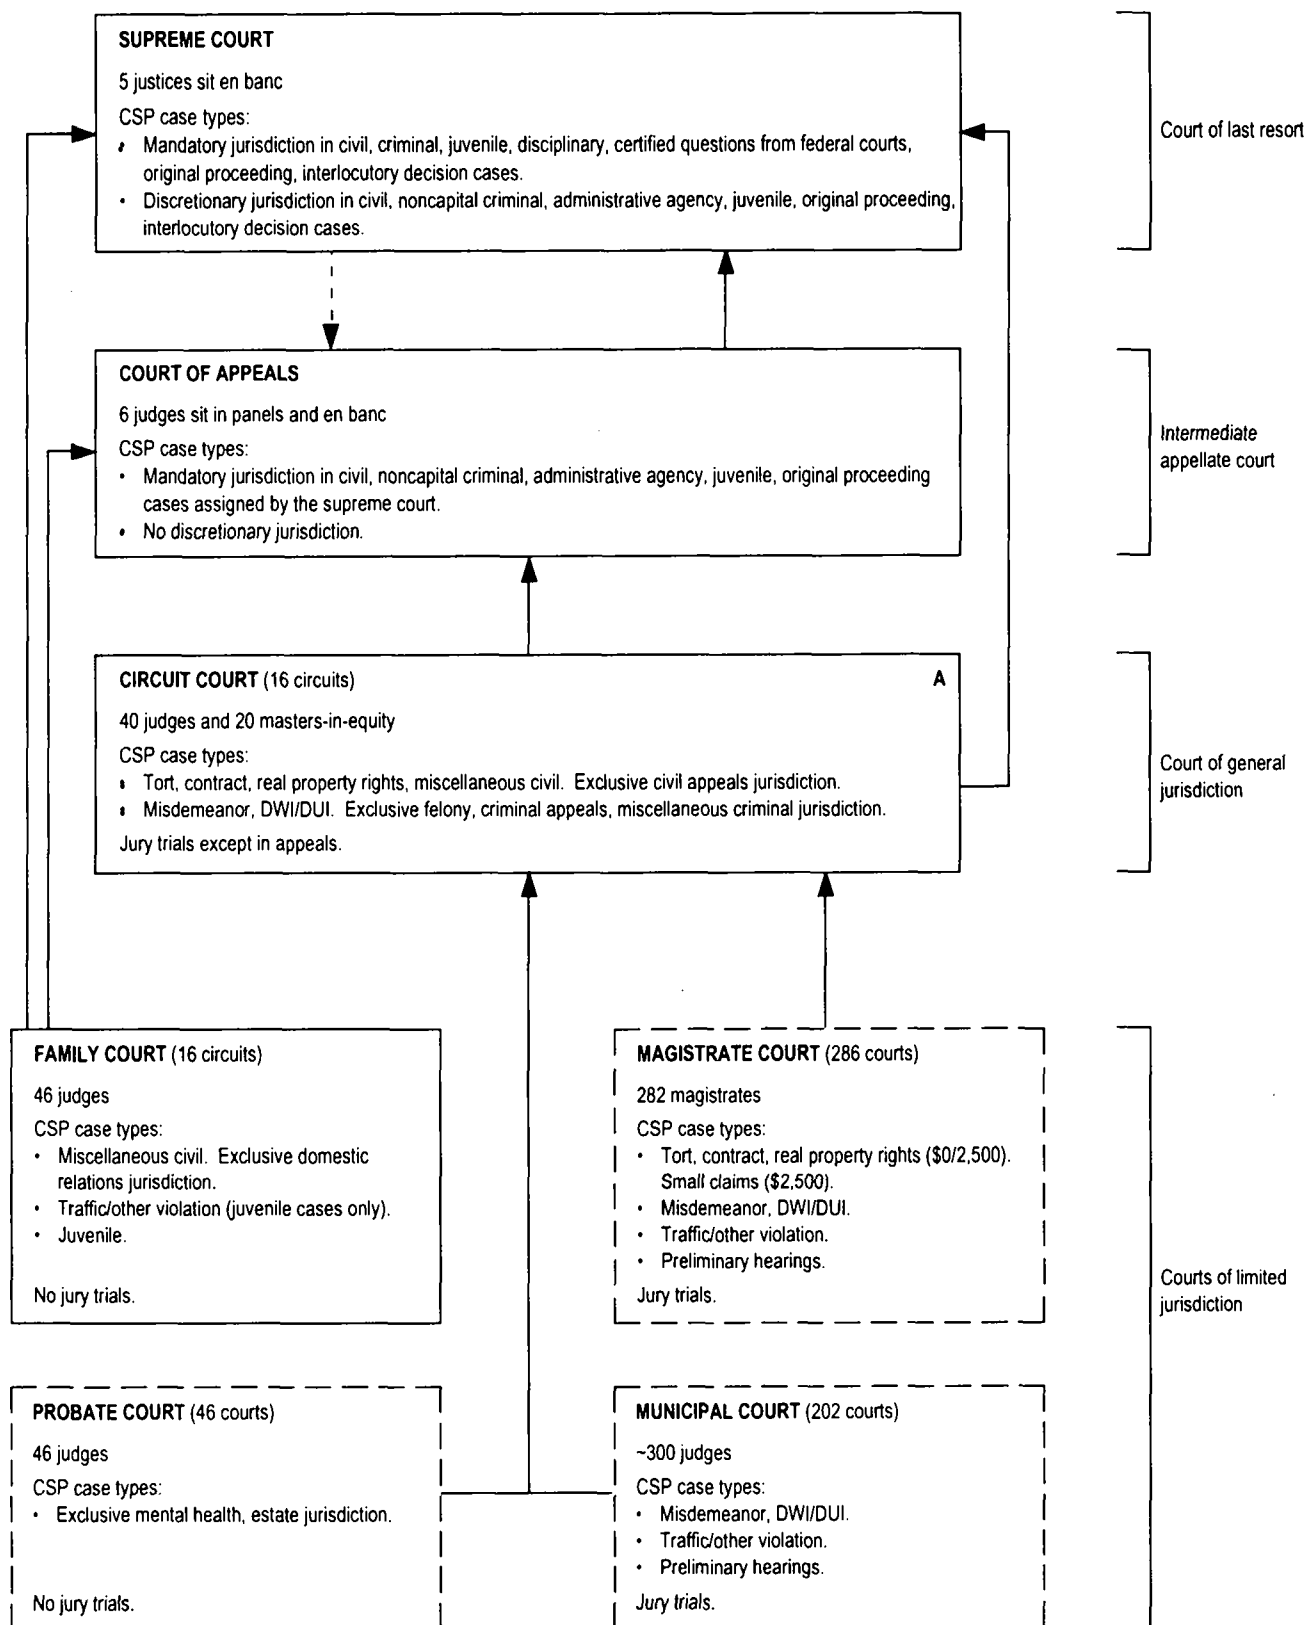 SUPREME COURT
5 justices sit en banc
CSP case types:
• Mandatory jurisdiction in civil, criminal, juvenile, disciplinary, certified questions from federal courts,
original proceeding, interlocutory decision cases.
• Discretionary jurisdiction in civil, noncapital criminal, administrative agency, juvenile, original proceeding,
interlocutory decision cases.
Court of last resort
COURT OF APPEALS
6 judges sit in panels and en banc
CSP case types:
• Mandatory jurisdiction in civil, noncapital criminal, administrative agency, juvenile, original proceeding
cases assigned by the supreme court.
• No discretionary jurisdiction.
Intermediate
appellate court
CIRCUIT COURT (16 circuits) A
40 judges and 20 masters-in-equity
CSP case types:
• Tort, contract, real property rights, miscellaneous civil. Exclusive civil appeals jurisdiction.
• Misdemeanor, DWI/DUI. Exclusive felony, criminal appeals, miscellaneous criminal jurisdiction.
Jury trials except in appeals.
Court of general
jurisdiction
FAMILY COURT (16 circuits)
46 judges
CSP case types:
• Miscellaneous civil. Exclusive domestic
relations jurisdiction.
• Traffic/other violation (juvenile cases only).
• Juvenile.
No jury trials.
MAGISTRATE COURT (286 courts)
282 magistrates
CSP case types:
• Tort, contract, real property rights ($0/2,500).
Small claims ($2,500).
• Misdemeanor, DWI/DUI.
• Traffic/other violation.
• Preliminary hearings.
Jury trials.
Courts of limited
jurisdiction
PROBATE COURT (46 courts)
46 judges
CSP case types:
• Exclusive mental health, estate jurisdiction.
No jury trials.
MUNICIPAL COURT (202 courts)
~300 judges
CSP case types:
• Misdemeanor, DWI/DUI.
• Traffic/other violation.
• Preliminary hearings.
Jury trials.